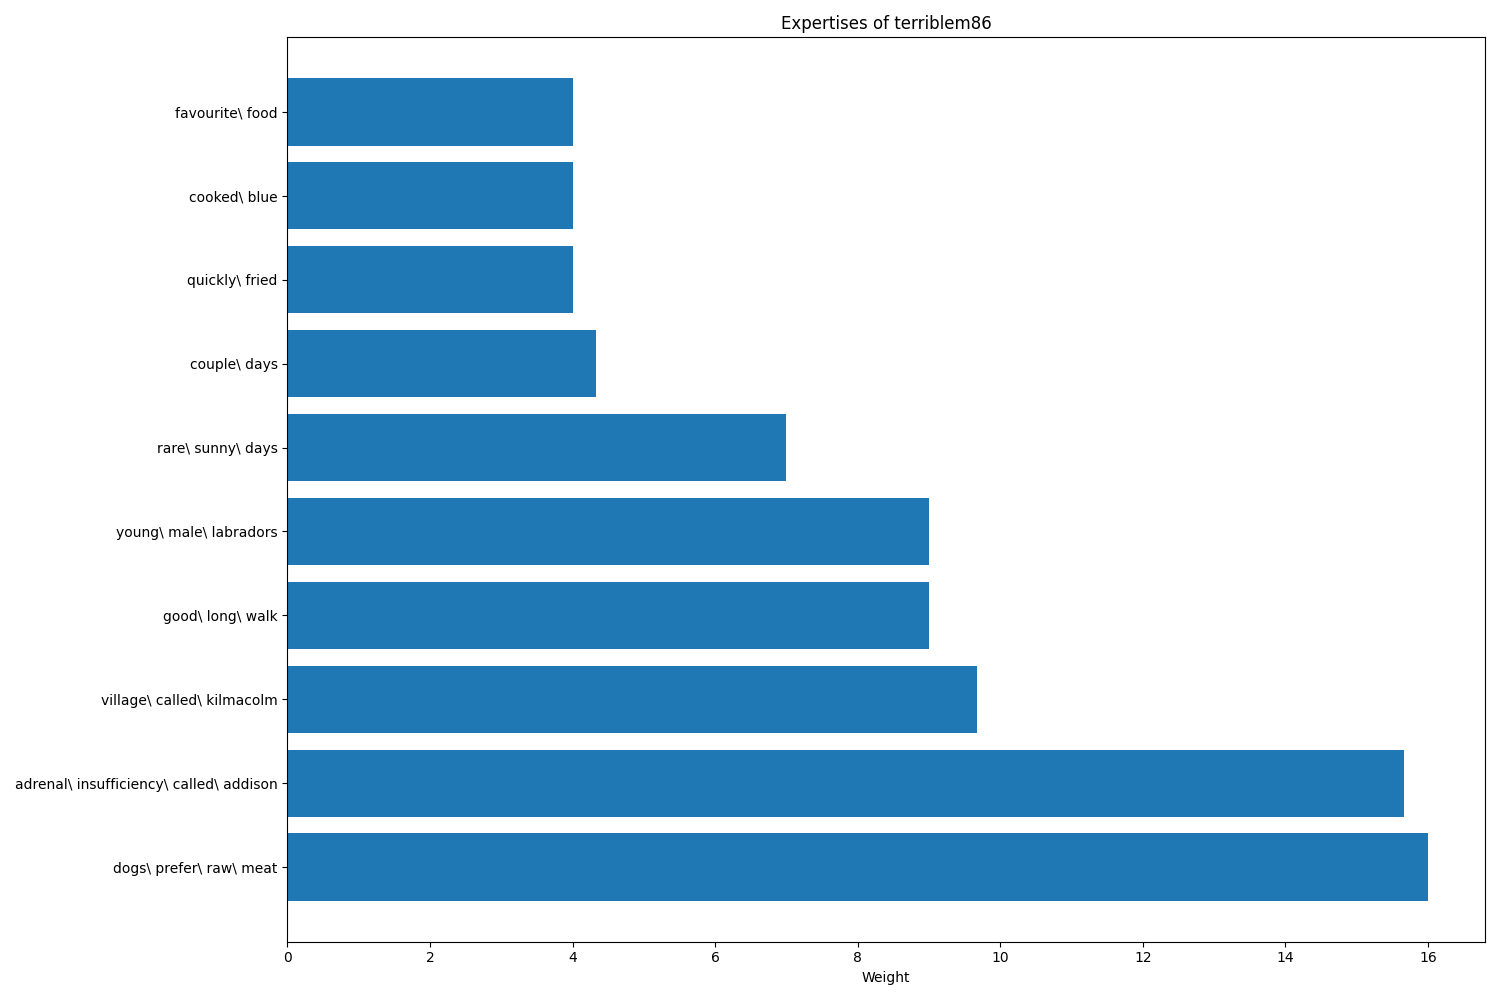 Expertises of terriblem86
favourite\ food
cooked\ blue
quickly\ fried
couple\ days
rare\ sunny\ days
young\ male\ labradors
good\ long\ walk
village\ called\ kilmacolm
adrenal\ insufficiency\ called\ addison
dogs\ prefer\ raw\ meat
0 2 4 6 8 10 12 14 16
Weight